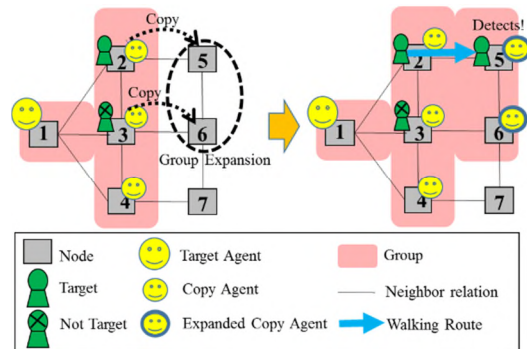 Copy
2
5
Copy
1
3
6
Group Expansion
4
7
Detects!
2
5
1
3
6
4
7
Node
Target Agent
Group
Target
Copy Agent
Neighbor relation
Not Target
Expanded Copy Agent
Walking Route